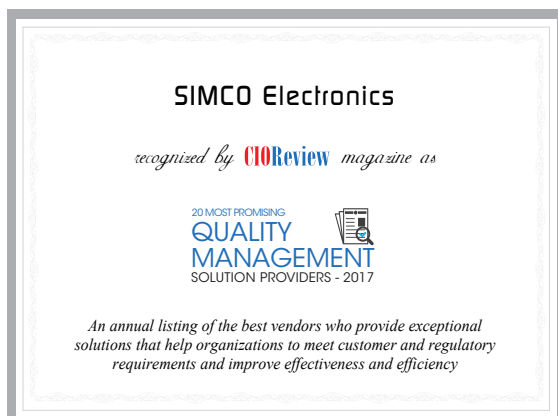 SIMCO Electronics
recognized by CIOReview magazine as
20 MOST PROMISING
QUALITY
MANAGEMENT
SOLUTION PROVIDERS - 2017
An annual listing of the best vendors who provide exceptional
solutions that help organizations to meet customer and regulatory
requirements and improve effectiveness and efficiency